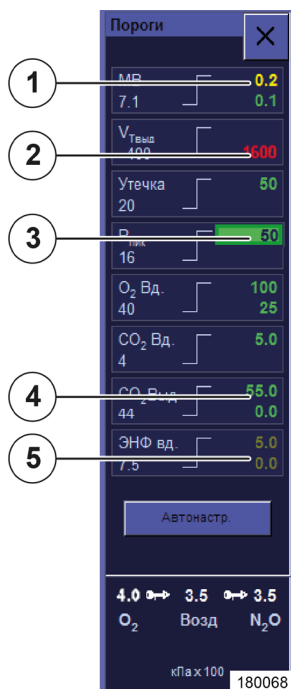 Пороги
1
МВ 0.2
7.1 0.1
VТвыд
2
400 1600
Утечка 50
20
3
Pпик 50
16
O2 Вд. 100
40 25
CO2 Вд. 5.0
4
4
CO2Выд 55.0
44 0.0
5
ЭНФ вд. 5.0
7.5 0.0
Автонастр.
4.0 3.5 3.5
O2 Возд N2O
кПа x 100
180068